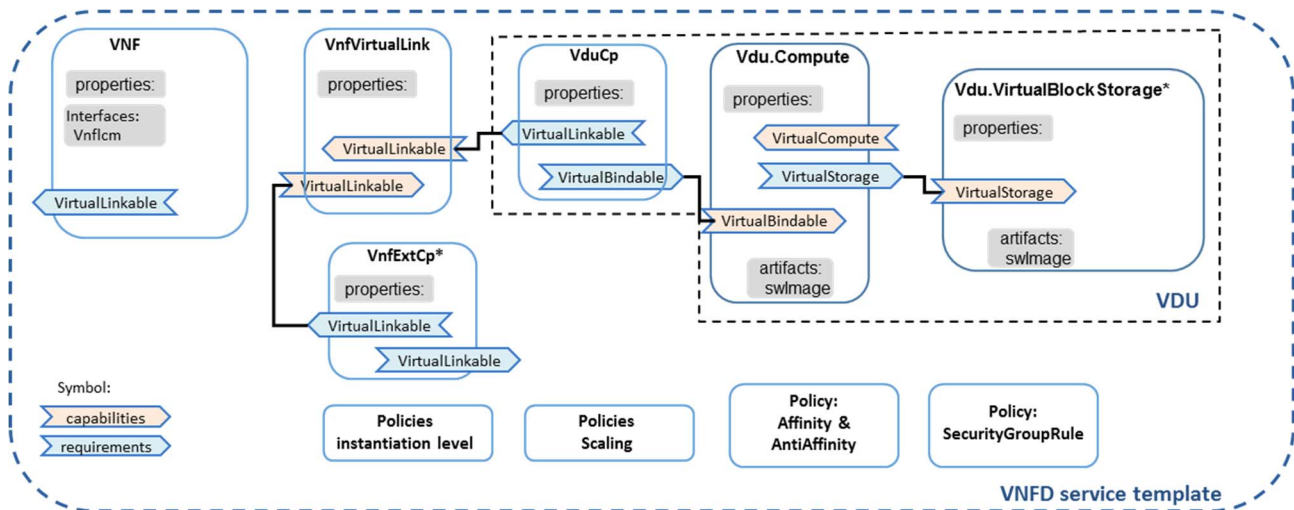 VNF
properties:
Interfaces:
Vnflcm
VirtualLinkable
VnfVirtualLink
properties:
VirtualLinkable
VirtualLinkable
VduCp
properties:
VirtualLinkable
VirtualBindable
Vdu.Compute
properties:
VirtualCompute
VirtualStorage
VirtualBindable
artifacts:
swImage
Vdu.VirtualBlockStorage*
properties:
VirtualStorage
artifacts:
swImage
VDU
VnfExtCp*
properties:
VirtualLinkable
VirtualLinkable
Symbol:
capabilities
requirements
Policies
instantiation level
Policies
Scaling
Policy:
Affinity &
AntiAffinity
Policy:
SecurityGroupRule
VNFD service template